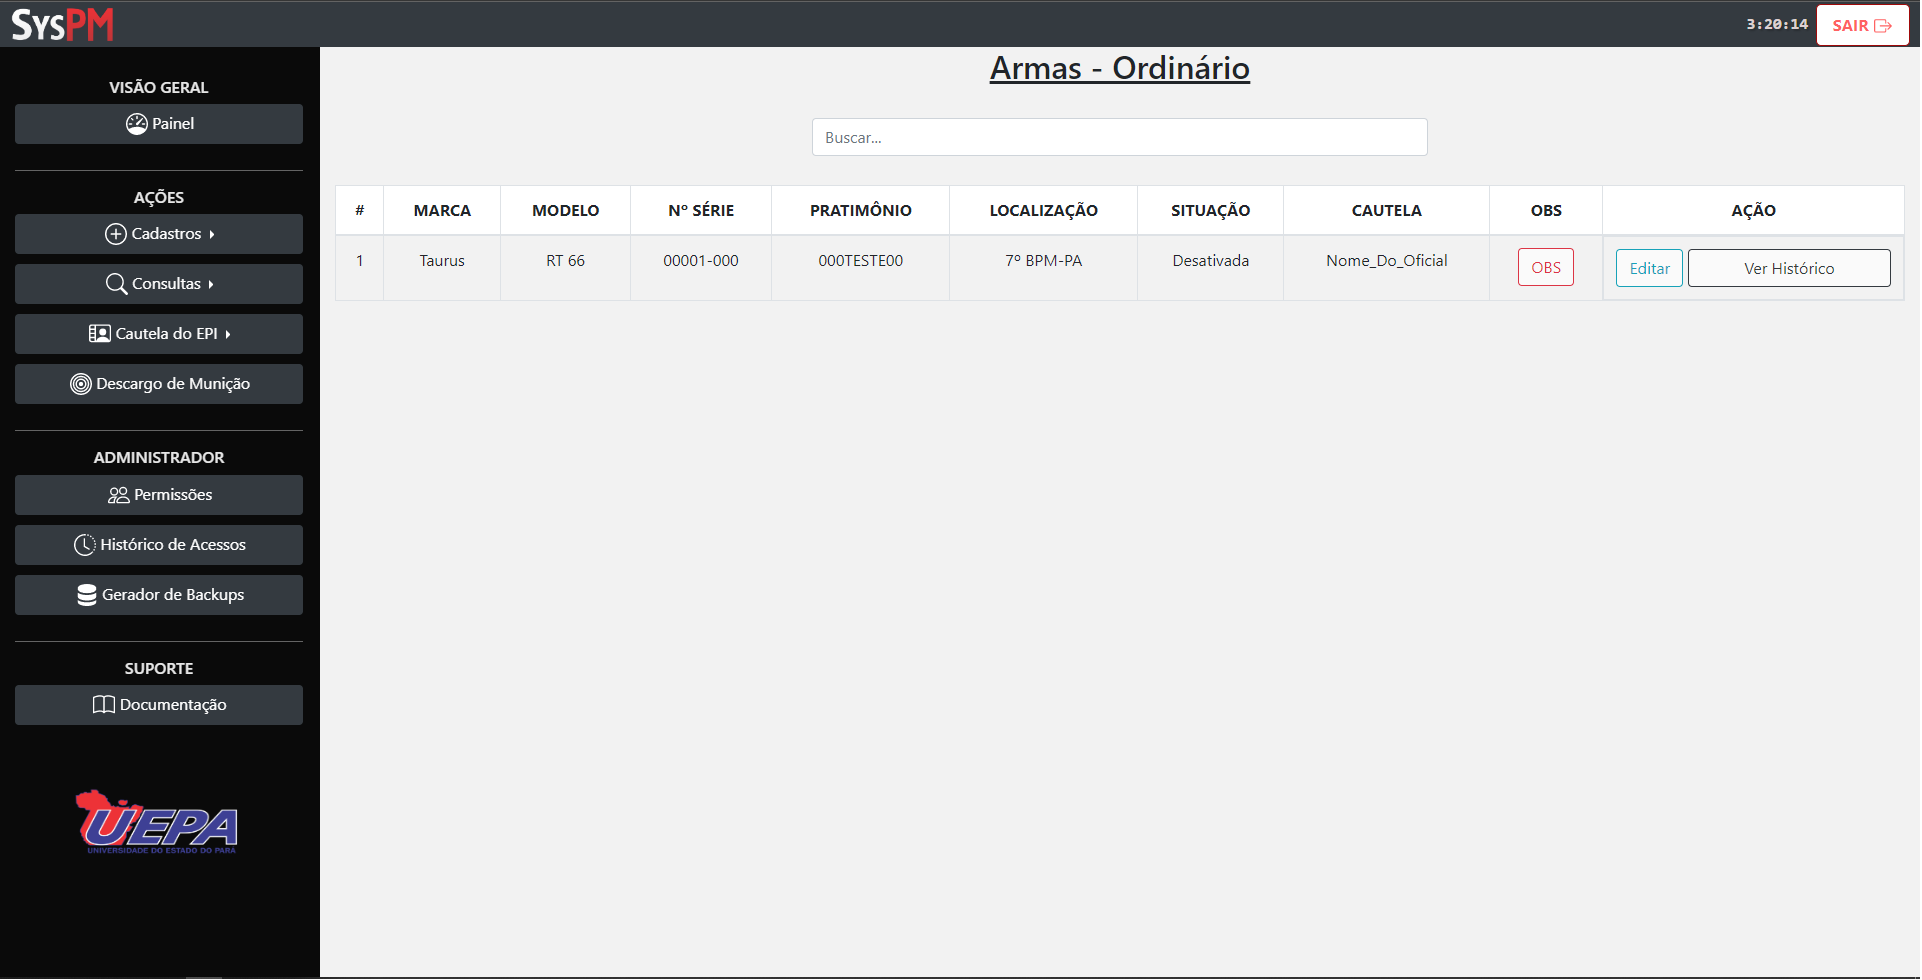 SysPM
3:20:14 SAIR
VISÃO GERAL
Painel
AÇÕES
Cadastros
Consultas
Cautela do EPI
Descargo de Munição
ADMINISTRADOR
Permissões
Histórico de Acessos
Gerador de Backups
SUPORTE
Documentação
UEPA
UNIVERSIDADE DO ESTADO DO PARÁ
Armas - Ordinário
Buscar...
# MARCA MODELO Nº SÉRIE PRATIMÔNIO LOCALIZAÇÃO SITUAÇÃO CAUTELA OBS AÇÃO
1 Taurus RT 66 00001-000 000TESTE00 7º BPM-PA Desativada Nome_Do_Oficial OBS Editar Ver Histórico